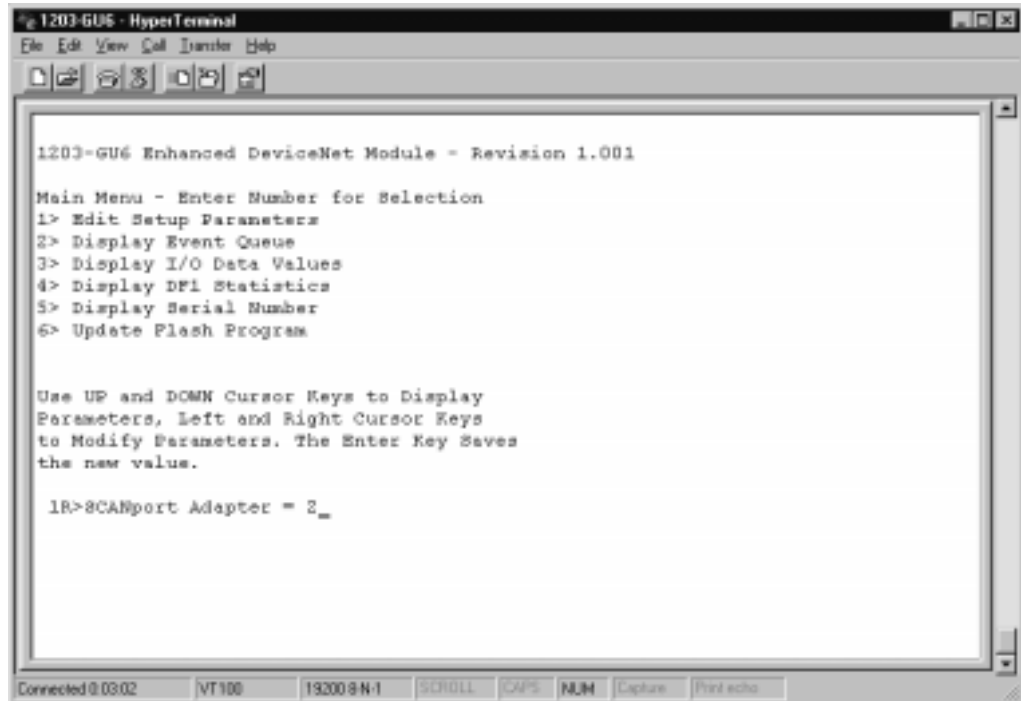 1203-GU6 - HyperTerminal
File Edit View Call Transfer Help
1203-GU6 Enhanced DeviceNet Module - Revision 1.001
Main Menu - Enter Number for Selection
1> Edit Setup Parameters
2> Display Event Queue
3> Display I/O Data Values
4> Display DF1 Statistics
5> Display Serial Number
6> Update Flash Program
Use UP and DOWN Cursor Keys to Display
Parameters, Left and Right Cursor Keys
to Modify Parameters. The Enter Key Saves
the new value.
1R>SCANport Adapter = 2_
Connected 0:03:02 VT100 19200 8-N-1 SCROLL CAPS NUM Capture Print echo